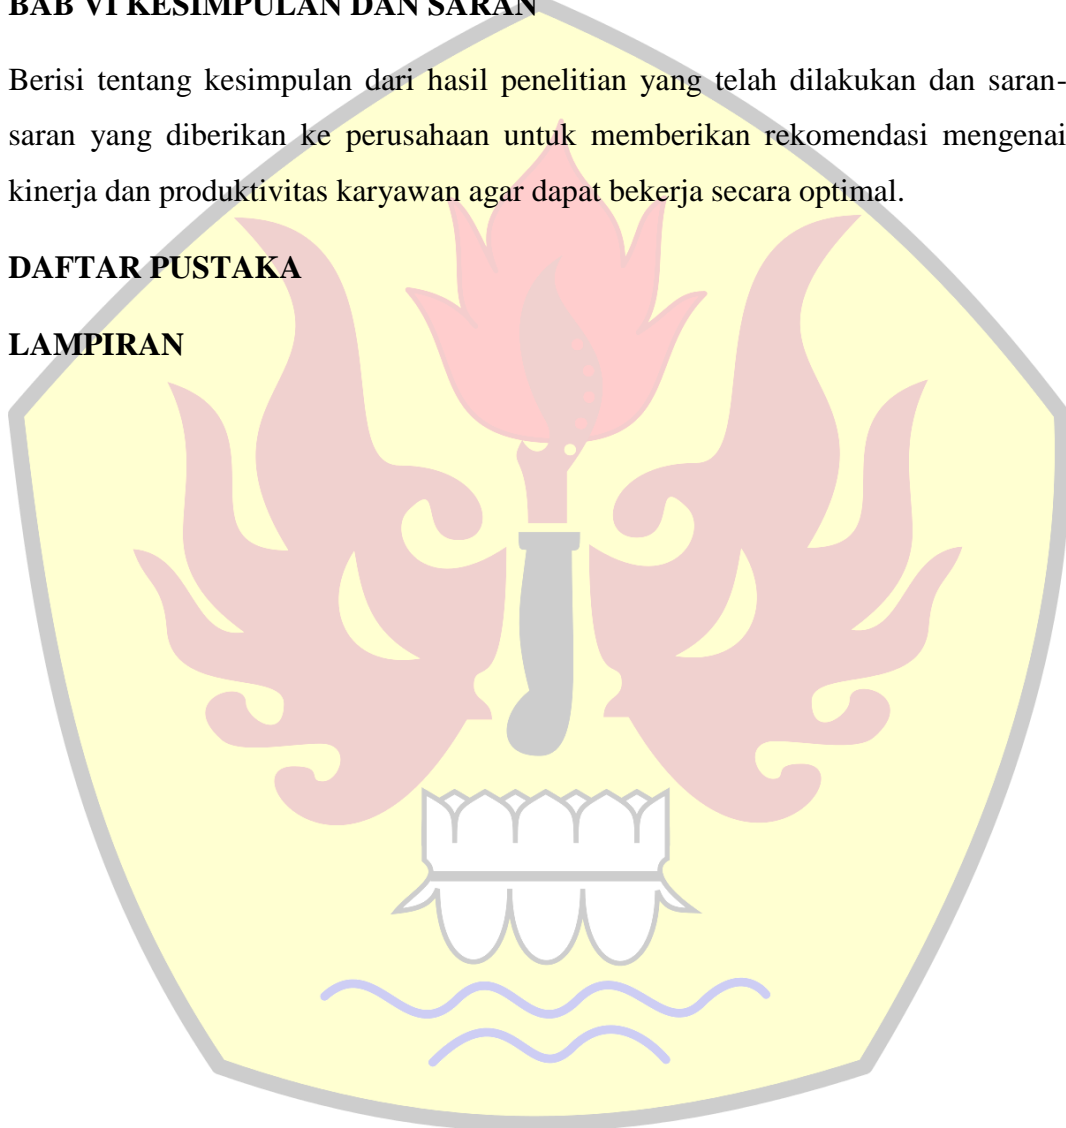 BAB VI KESIMPULAN DAN SARAN
Berisi tentang kesimpulan dari hasil penelitian yang telah dilakukan dan saran-
saran yang diberikan ke perusahaan untuk memberikan rekomendasi mengenai
kinerja dan produktivitas karyawan agar dapat bekerja secara optimal.
DAFTAR PUSTAKA
LAMPIRAN